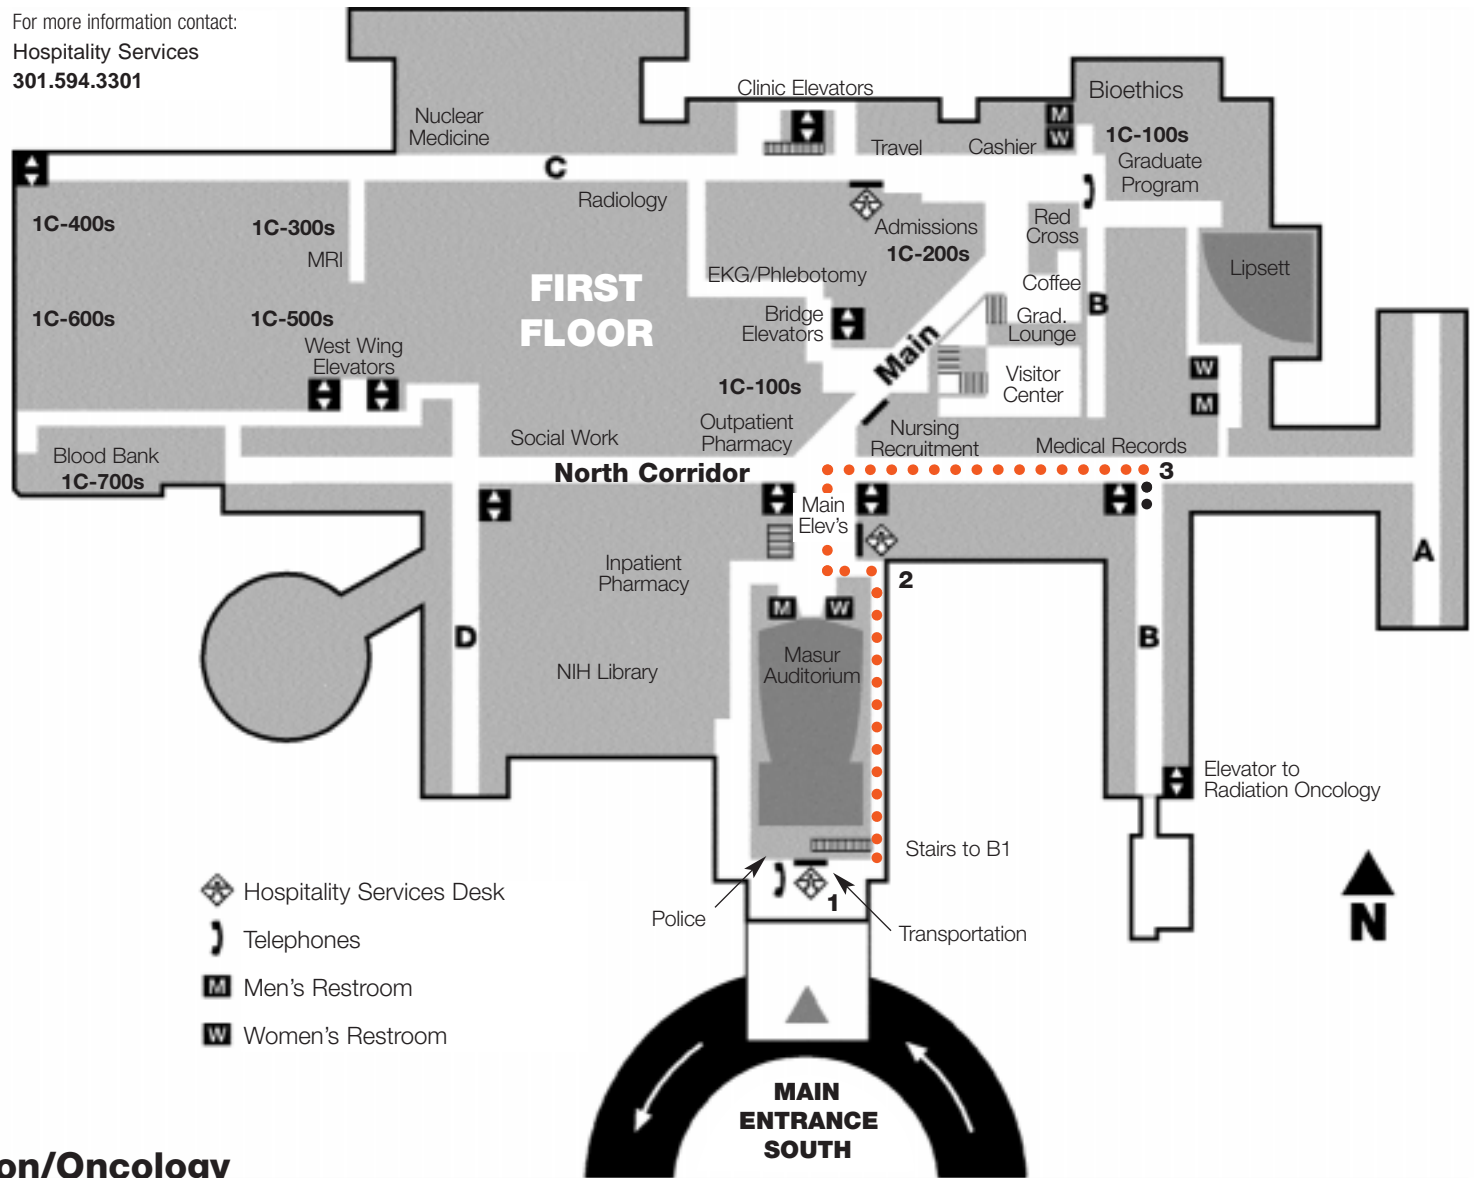 For more information contact:
Hospitality Services
301.594.3301
Clinic Elevators
Bioethics
Nuclear
Medicine
M
W
1C-100s
Travel
Cashier
Graduate
Program
C
Radiology
1C-400s
1C-300s
MRI
Admissions
1C-200s
Red
Cross
Lipsett
EKG/Phlebotomy
Coffee
FIRST
FLOOR
B
1C-600s
1C-500s
Bridge
Elevators
Grad.
Lounge
Main
West Wing
Elevators
1C-100s
Visitor
Center
W
M
Outpatient
Pharmacy
Nursing
Recruitment
Social Work
Medical Records
Blood Bank
1C-700s
North Corridor
3
Main
Elev's
Inpatient
Pharmacy
2
A
M
W
D
B
Masur
Auditorium
NIH Library
Elevator to
Radiation Oncology
Stairs to B1
Hospitality Services Desk
1
Police
Transportation
N
Telephones
M Men's Restroom
W Women's Restroom
MAIN
ENTRANCE
SOUTH
on/Oncology